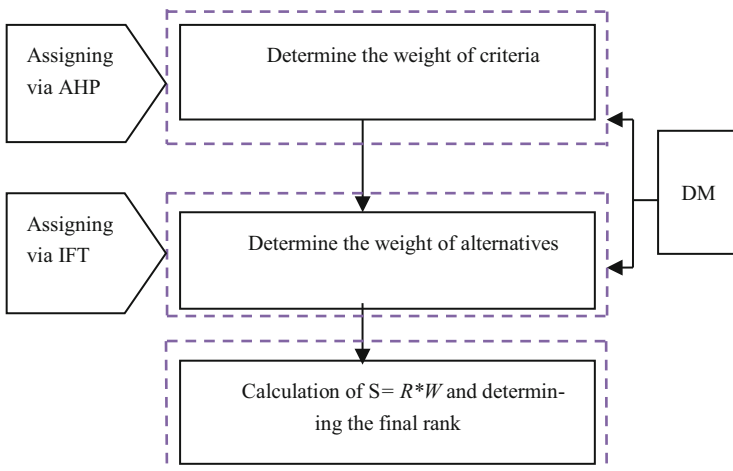 Assigning
via AHP
Determine the weight of criteria
DM
Assigning
via IFT
Determine the weight of alternatives
Calculation of S= R*W and determin-
ing the final rank